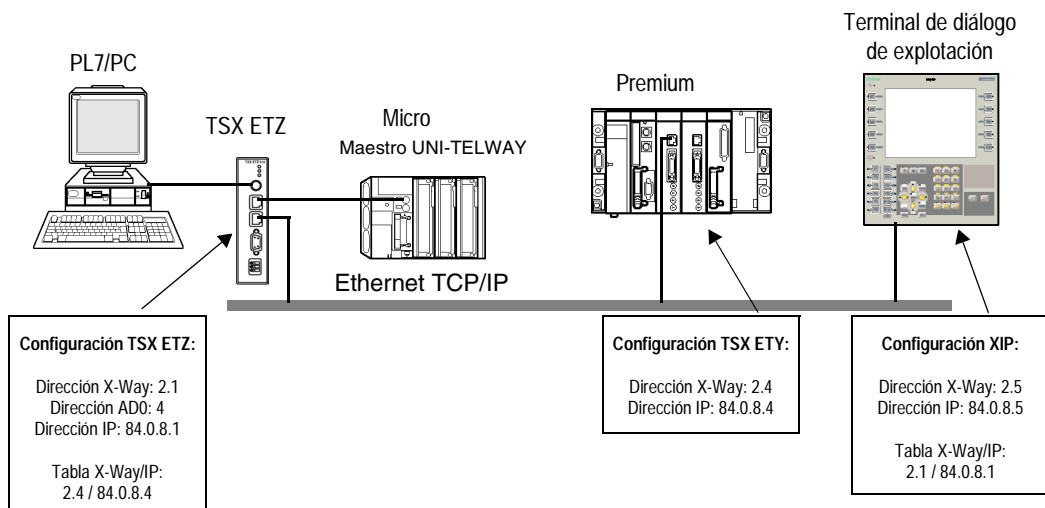 Terminal de diálogo
de explotación
PL7/PC
Premium
TSX ETZ
Micro
Maestro UNI-TELWAY
Ethernet TCP/IP
Configuración TSX ETZ:
Dirección X-Way: 2.1
Dirección AD0: 4
Dirección IP: 84.0.8.1
Tabla X-Way/IP:
2.4 / 84.0.8.4
Configuración TSX ETY:
Dirección X-Way: 2.4
Dirección IP: 84.0.8.4
Configuración XIP:
Dirección X-Way: 2.5
Dirección IP: 84.0.8.5
Tabla X-Way/IP:
2.1 / 84.0.8.1